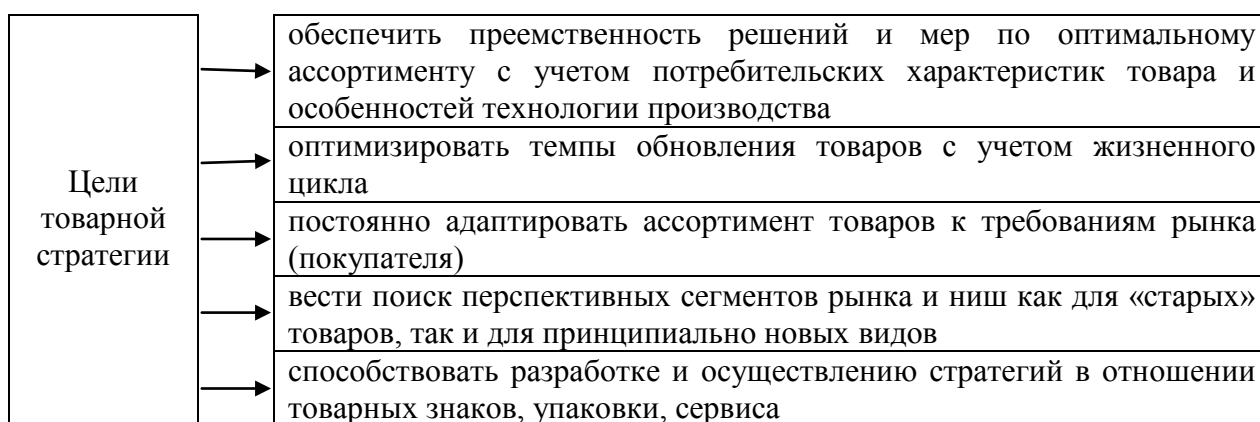 Цели
товарной
стратегии
обеспечить преемственность решений и мер по оптимальному
ассортименту с учетом потребительских характеристик товара и
особенностей технологии производства
оптимизировать темпы обновления товаров с учетом жизненного
цикла
постоянно адаптировать ассортимент товаров к требованиям рынка
(покупателя)
вести поиск перспективных сегментов рынка и ниш как для «старых»
товаров, так и для принципиально новых видов
способствовать разработке и осуществлению стратегий в отношении
товарных знаков, упаковки, сервиса